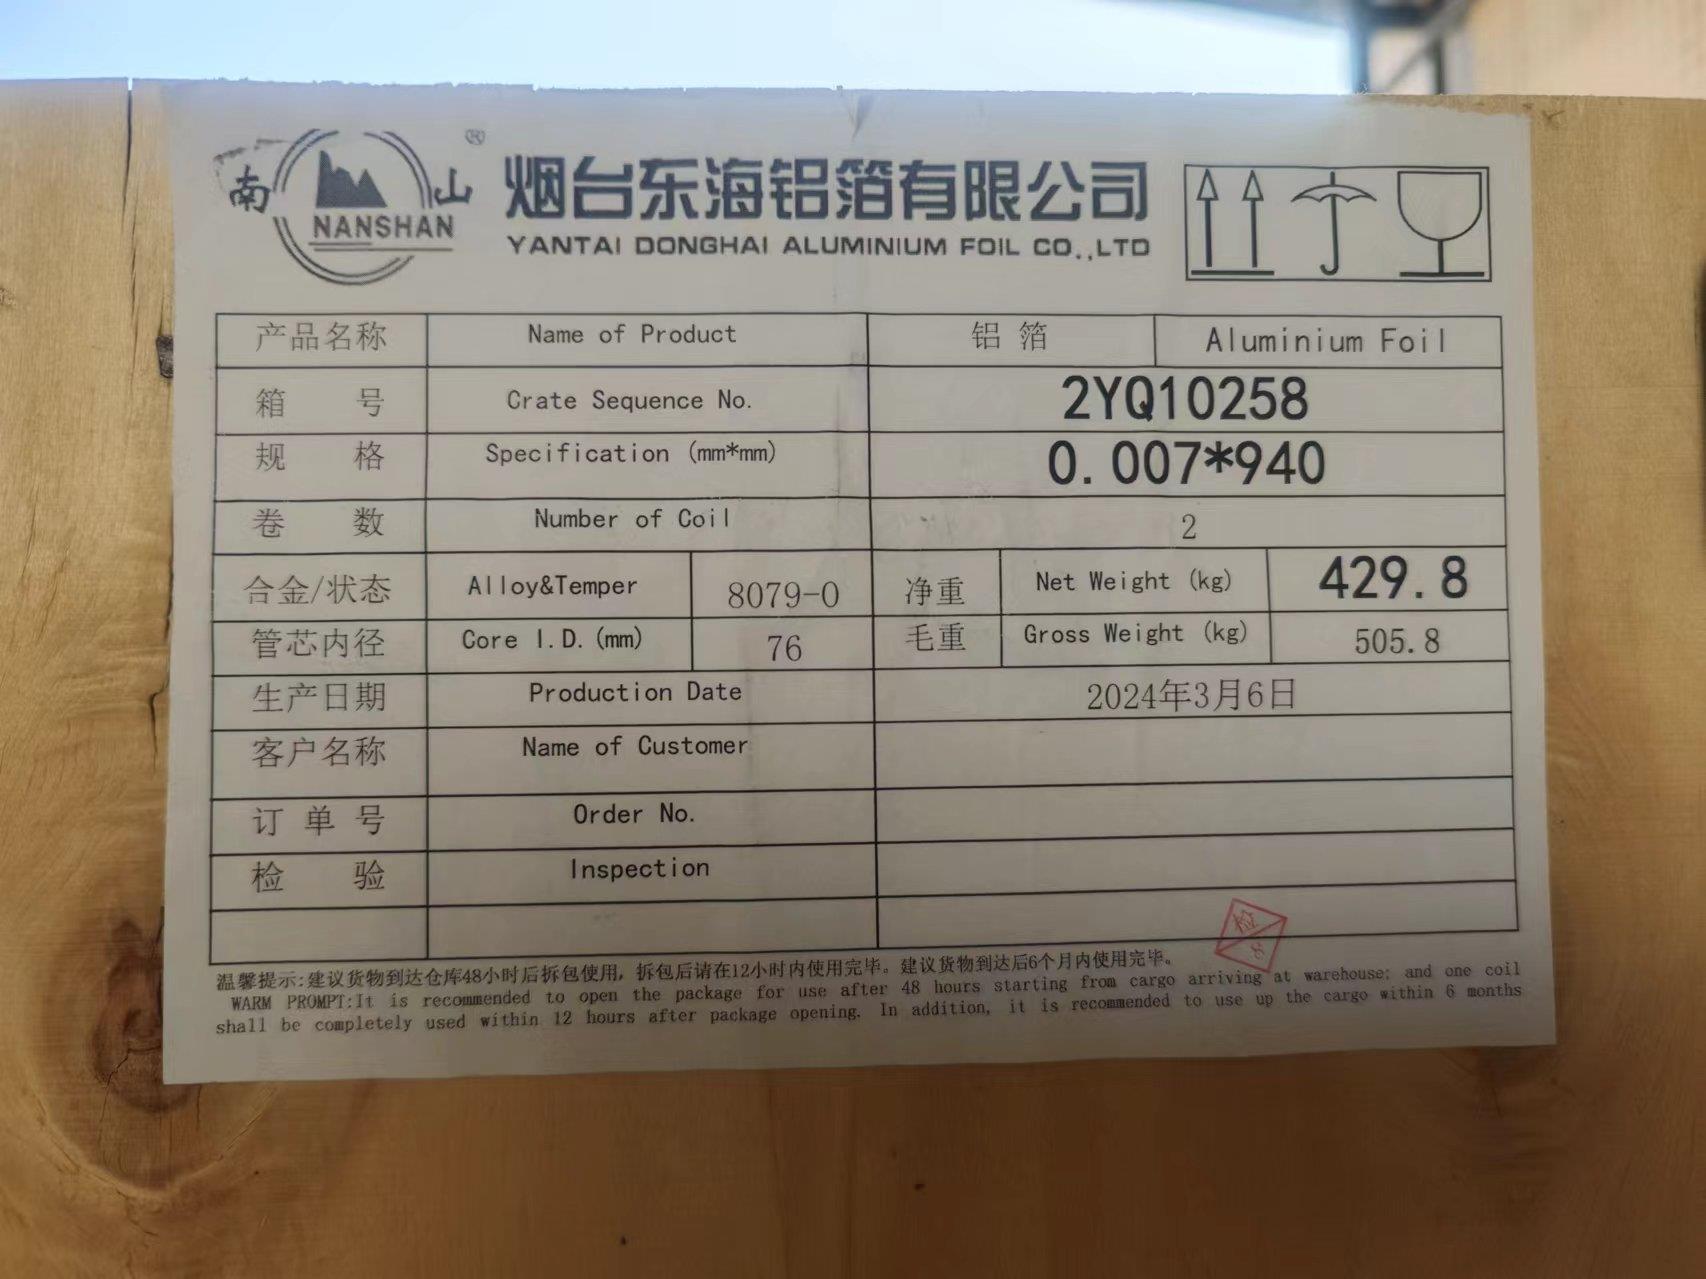 南山 ®
NANSHAN
烟台东海铝箔有限公司
YANTAI DONGHAI ALUMINIUM FOIL CO.,LTD
产品名称 Name of Product 铝箔 Aluminium Foil
箱号 Crate Sequence No. 2YQ10258
规格 Specification (mm*mm) 0.007*940
卷数 Number of Coil 2
合金/状态 Alloy&Temper 8079-0 净重 Net Weight (kg) 429.8
管芯内径 Core I.D.(mm) 76 毛重 Gross Weight (kg) 505.8
生产日期 Production Date 2024年3月6日
客户名称 Name of Customer
订单号 Order No.
检验 Inspection
检
8
温馨提示:建议货物到达仓库48小时后拆包使用，拆包后请在12小时内使用完毕。建议货物到达后6个月内使用完毕。
WARM PROMPT:It is recommended to open the package for use after 48 hours starting from cargo arriving at warehouse; and one coil
shall be completely used within 12 hours after package opening. In addition, it is recommended to use up the cargo within 6 months